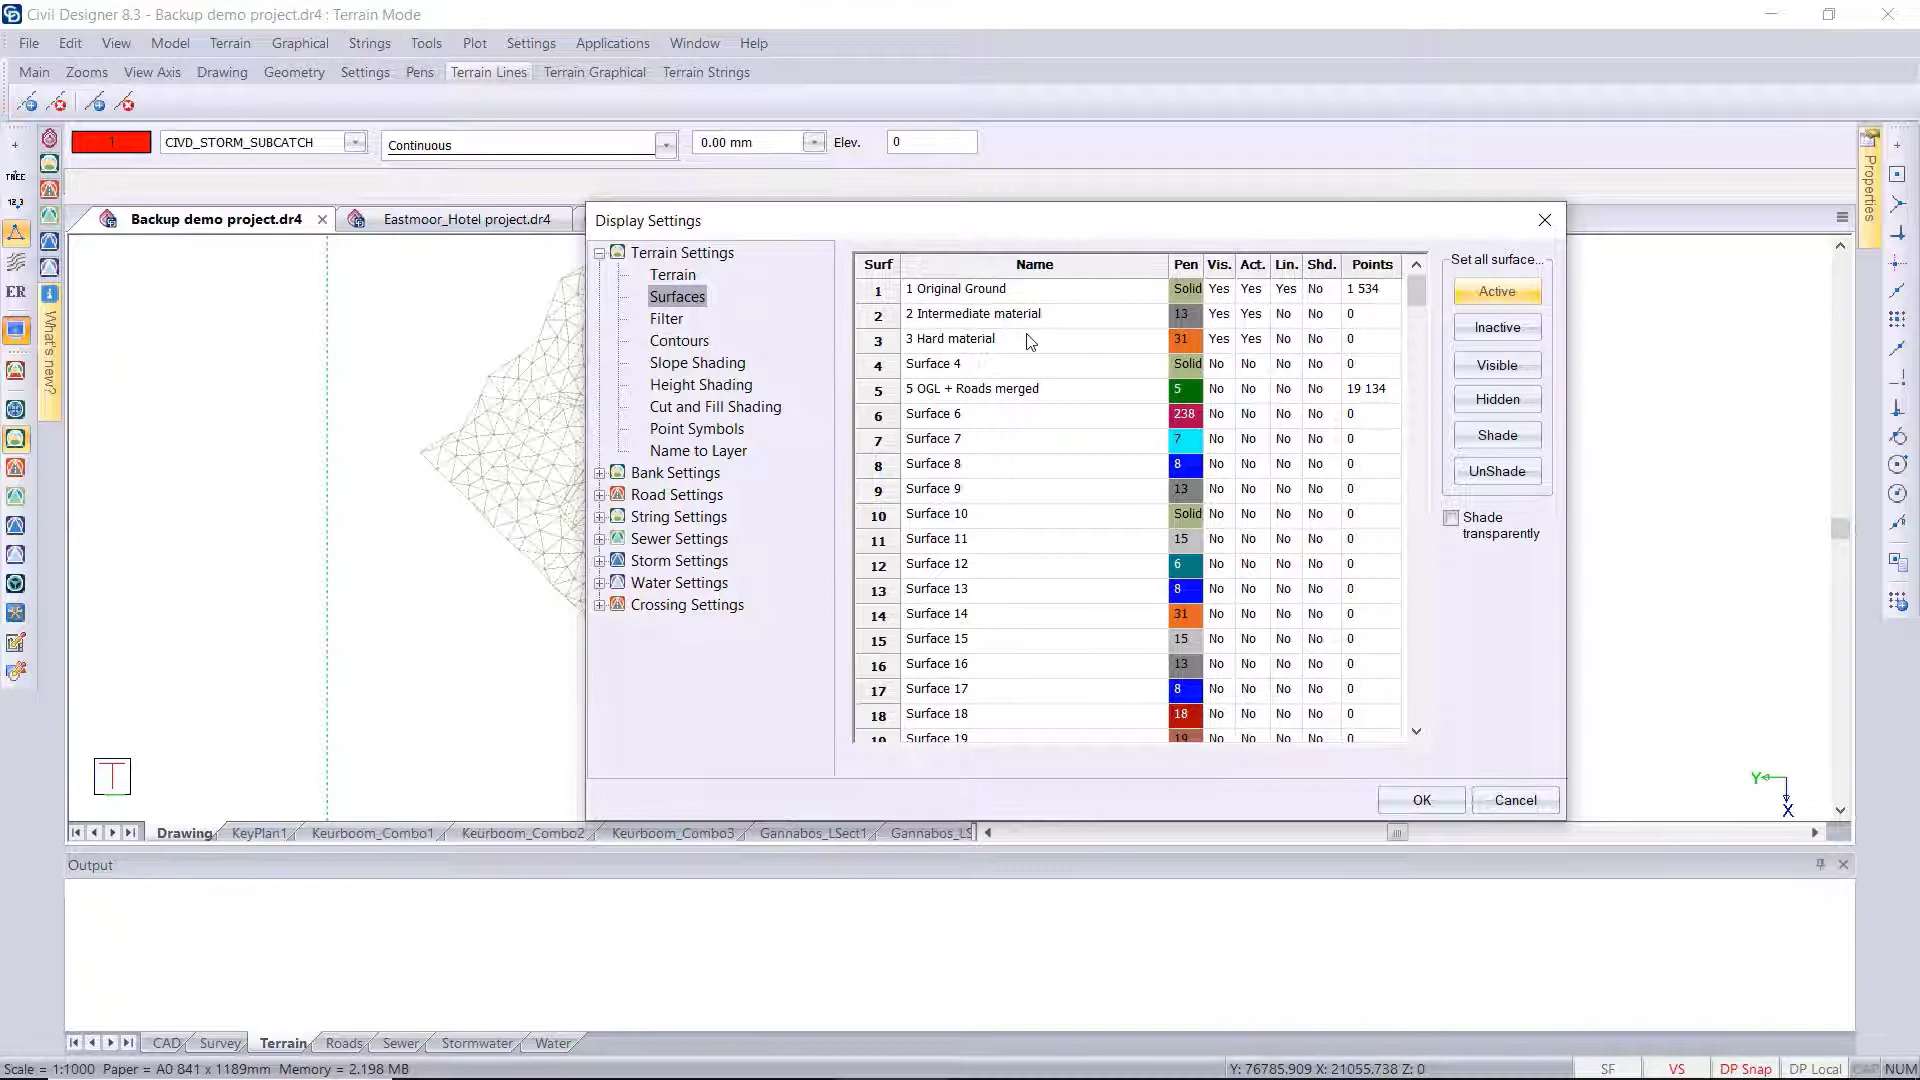 Civil Designer 8.3 - Backup demo project.dr4 : Terrain Mode
File Edit View Model Terrain Graphical Strings Tools Plot Settings Applications Window Help
Main Zooms View Axis Drawing Geometry Settings Pens Terrain Lines Terrain Graphical Terrain Strings
1 CIVD_STORM_SUBCATCH Continuous 0.00 mm Elev. 0
TREE
12.3
ER
What's new?
Properties
Backup demo project.dr4 Eastmoor_Hotel project.dr4
Display Settings
Terrain Settings
Terrain
Surfaces
Filter
Contours
Slope Shading
Height Shading
Cut and Fill Shading
Point Symbols
Name to Layer
Bank Settings
Road Settings
String Settings
Sewer Settings
Storm Settings
Water Settings
Crossing Settings
Surf Name Pen Vis. Act. Lin. Shd. Points
1 1 Original Ground Solid Yes Yes Yes No 1 534
2 2 Intermediate material 13 Yes Yes No No 0
3 3 Hard material 31 Yes Yes No No 0
4 Surface 4 Solid No No No No 0
5 5 OGL + Roads merged 5 No No No No 19 134
6 Surface 6 238 No No No No 0
7 Surface 7 7 No No No No 0
8 Surface 8 8 No No No No 0
9 Surface 9 13 No No No No 0
10 Surface 10 Solid No No No No 0
11 Surface 11 15 No No No No 0
12 Surface 12 6 No No No No 0
13 Surface 13 8 No No No No 0
14 Surface 14 31 No No No No 0
15 Surface 15 15 No No No No 0
16 Surface 16 13 No No No No 0
17 Surface 17 8 No No No No 0
18 Surface 18 18 No No No No 0
19 Surface 19 19 No No No No 0
Set all surface...
Active
Inactive
Visible
Hidden
Shade
UnShade
Shade
transparently
OK Cancel
T
Y
X
Drawing KeyPlan1 Keurboom_Combo1 Keurboom_Combo2 Keurboom_Combo3 Gannabos_LSect1 Gannabos_LS
Output
CAD Survey Terrain Roads Sewer Stormwater Water
Scale = 1:1000 Paper = A0 841 x 1189mm Memory = 2.198 MB Y: 76785.909 X: 21055.738 Z: 0 SF VS DP Snap DP Local CAP NUM